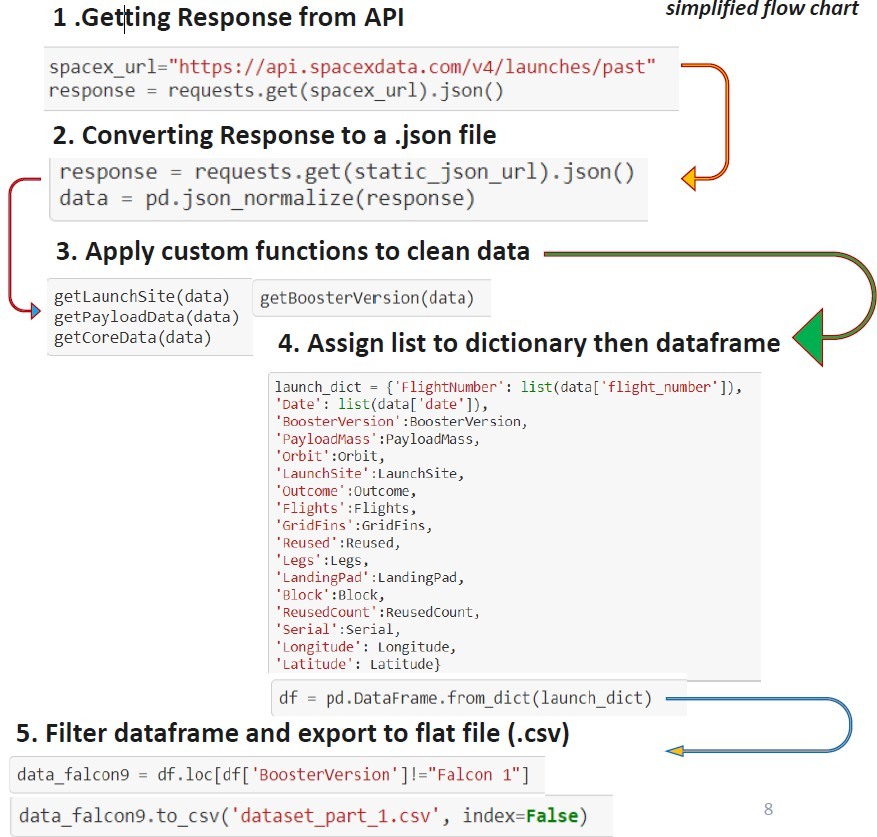 simplified flow chart
1 .Getting Response from API
spacex_url="https://api.spacexdata.com/v4/launches/past"
response = requests.get(spacex_url).json()
2. Converting Response to a .json file
response = requests.get(static_json_url).json()
data = pd.json_normalize(response)
3. Apply custom functions to clean data
getLaunchSite(data)
getPayloadData(data)
getCoreData(data)
getBoosterVersion(data)
4. Assign list to dictionary then dataframe
launch_dict = {'FlightNumber': list(data['flight_number']),
'Date': list(data['date']),
'BoosterVersion':BoosterVersion,
'PayloadMass':PayloadMass,
'Orbit':Orbit,
'LaunchSite':LaunchSite,
'Outcome':Outcome,
'Flights':Flights,
'GridFins':GridFins,
'Reused':Reused,
'Legs':Legs,
'LandingPad':LandingPad,
'Block':Block,
'ReusedCount':ReusedCount,
'Serial':Serial,
'Longitude': Longitude,
'Latitude': Latitude}
df = pd.DataFrame.from_dict(launch_dict)
5. Filter dataframe and export to flat file (.csv)
data_falcon9 = df.loc[df['BoosterVersion']!="Falcon 1"]
data_falcon9.to_csv('dataset_part_1.csv', index=False)
8